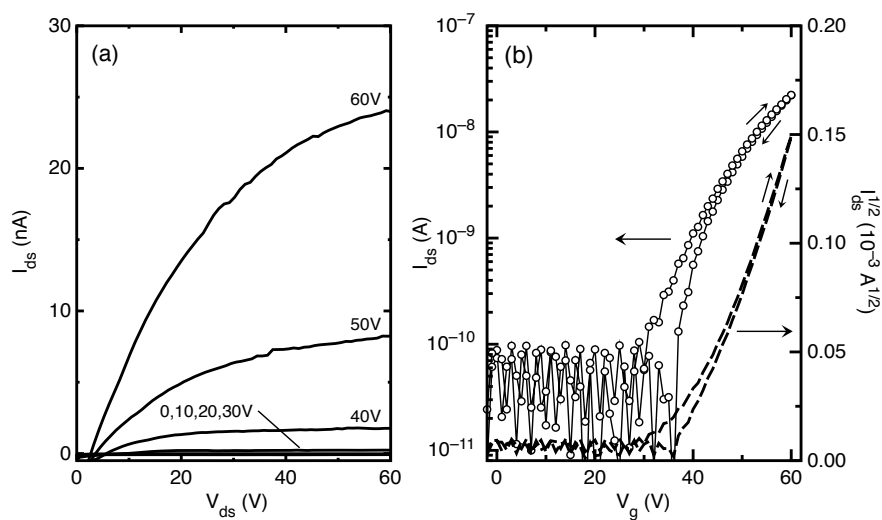 (a)
30
20
10
0
I_ds (nA)
60V
50V
0,10,20,30V
40V
0
20
40
60
V_ds (V)
(b)
10⁻⁷
10⁻⁸
10⁻⁹
10⁻¹⁰
10⁻¹¹
I_ds (A)
0.20
0.15
0.10
0.05
0.00
I_ds^1/2 (·10⁻³ A^1/2)
0
20
40
60
V_g (V)